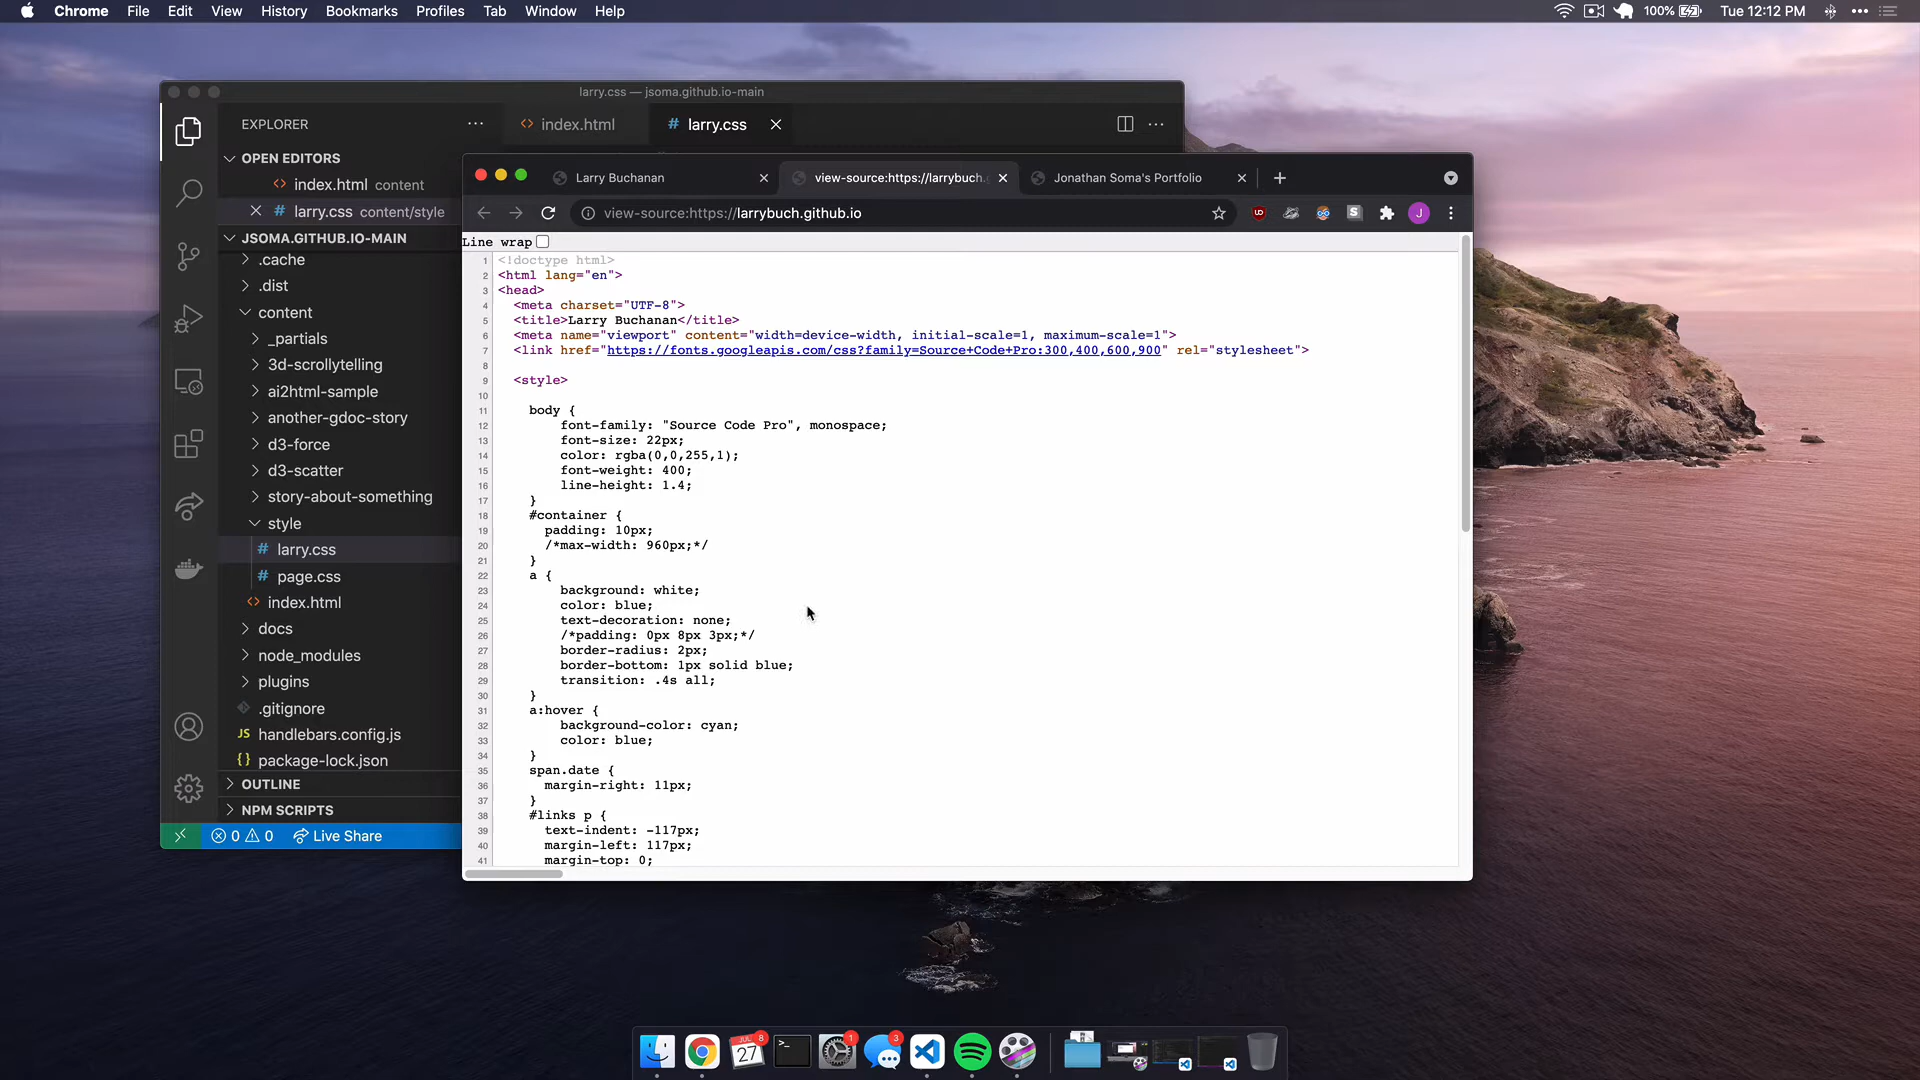 Chrome File Edit View History Bookmarks Profiles Tab Window Help
100% Tue 12:12 PM
larry.css — jsoma.github.io-main
EXPLORER
index.html
larry.css
OPEN EDITORS
index.html content
larry.css content/style
JSOMA.GITHUB.IO-MAIN
.cache
.dist
content
_partials
3d-scrollytelling
ai2html-sample
another-gdoc-story
d3-force
d3-scatter
story-about-something
style
larry.css
page.css
index.html
docs
node_modules
plugins
.gitignore
JS handlebars.config.js
{} package-lock.json
OUTLINE
NPM SCRIPTS
0 0 Live Share
Larry Buchanan
view-source:https://larrybuch.
Jonathan Soma's Portfolio
view-source:https://larrybuch.github.io
J
Line wrap
1 <!doctype html>
2 <html lang="en">
3 <head>
4 <meta charset="UTF-8">
5 <title>Larry Buchanan</title>
6 <meta name="viewport" content="width=device-width, initial-scale=1, maximum-scale=1">
7 <link href="https://fonts.googleapis.com/css?family=Source+Code+Pro:300,400,600,900" rel="stylesheet">
8
9 <style>
10
11 body {
12 font-family: "Source Code Pro", monospace;
13 font-size: 22px;
14 color: rgba(0,0,255,1);
15 font-weight: 400;
16 line-height: 1.4;
17 }
18 #container {
19 padding: 10px;
20 /*max-width: 960px;*/
21 }
22 a {
23 background: white;
24 color: blue;
25 text-decoration: none;
26 /*padding: 0px 8px 3px;*/
27 border-radius: 2px;
28 border-bottom: 1px solid blue;
29 transition: .4s all;
30 }
31 a:hover {
32 background-color: cyan;
33 color: blue;
34 }
35 span.date {
36 margin-right: 11px;
37 }
38 #links p {
39 text-indent: -117px;
40 margin-left: 117px;
41 margin-top: 0;
JUL
27
8
1
3